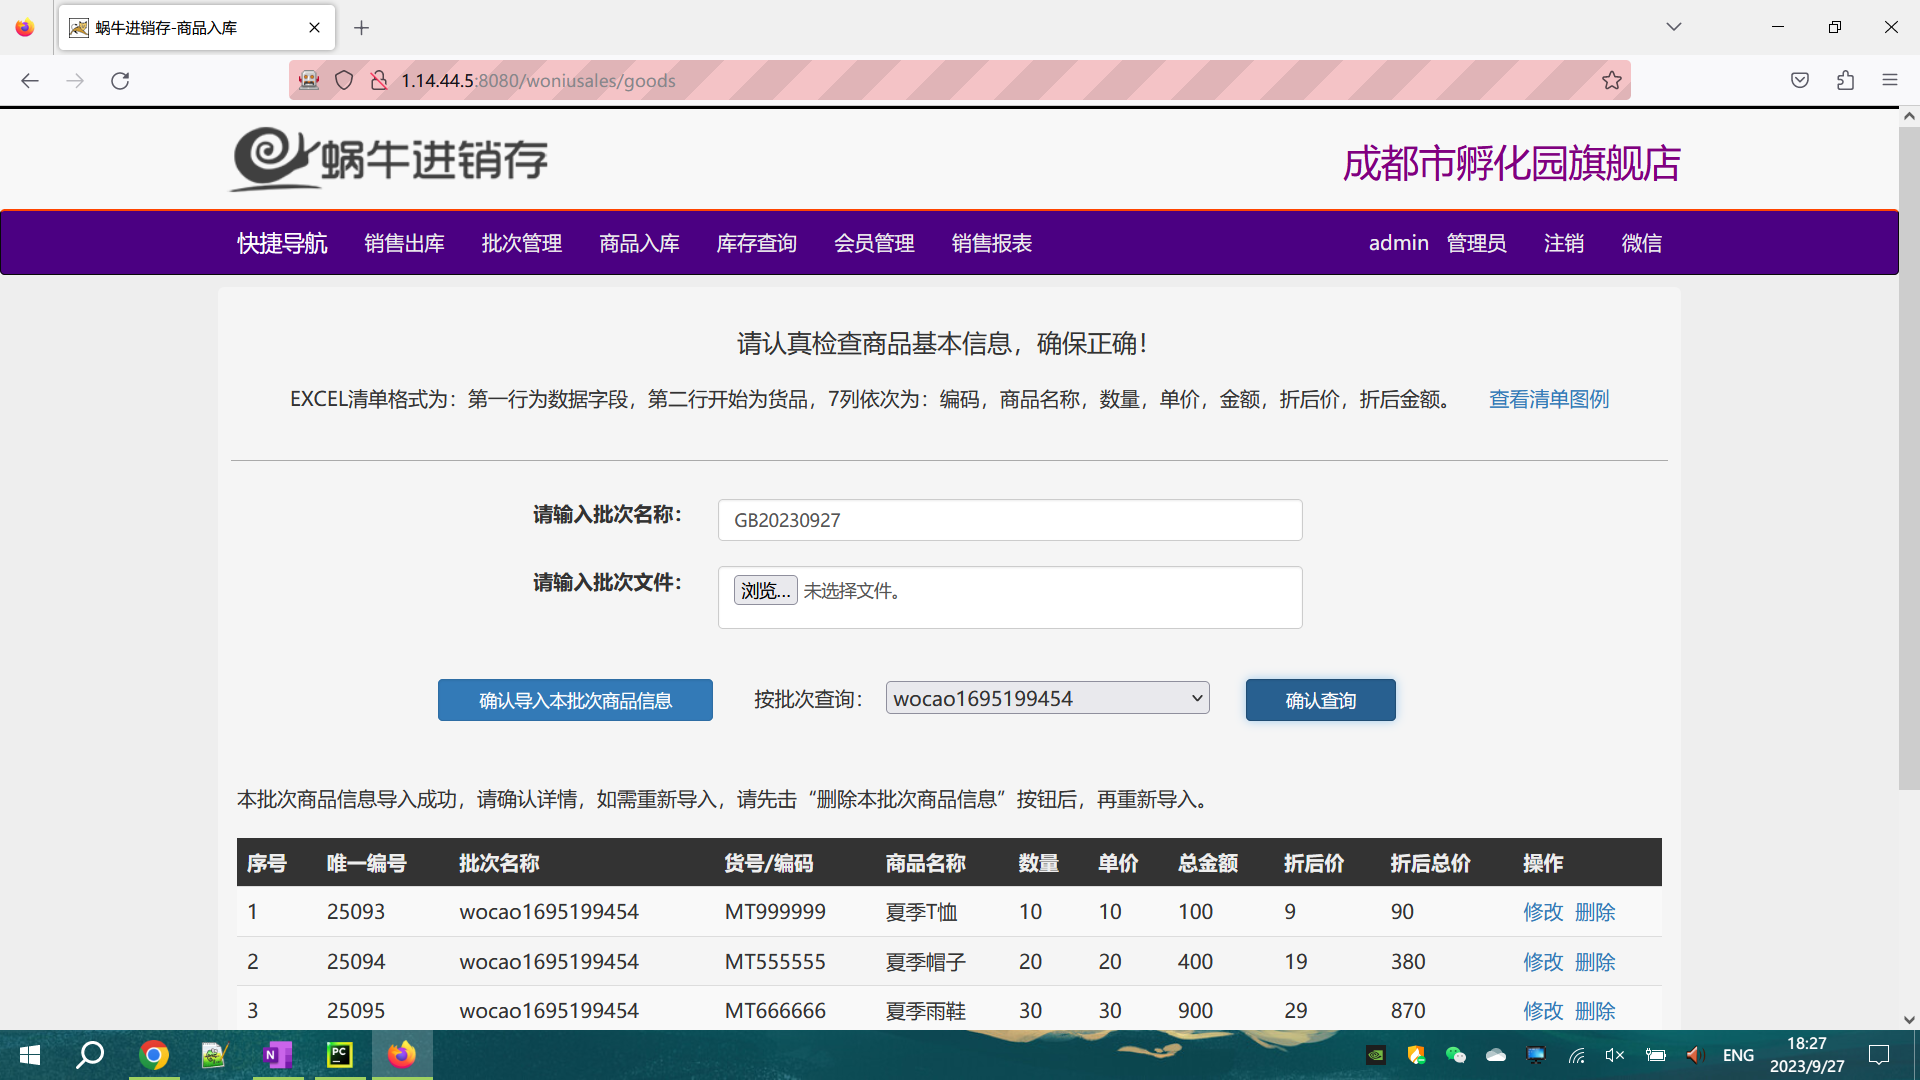 蜗牛进销存-商品入库
1.14.44.5:8080/woniusales/goods
蜗牛进销存
成都市孵化园旗舰店
快捷导航 销售出库 批次管理 商品入库 库存查询 会员管理 销售报表 admin 管理员 注销 微信
请认真检查商品基本信息，确保正确！
EXCEL清单格式为：第一行为数据字段，第二行开始为货品，7列依次为：编码，商品名称，数量，单价，金额，折后价，折后金额。 查看清单图例
请输入批次名称： GB20230927
请输入批次文件： 浏览... 未选择文件。
确认导入本批次商品信息 按批次查询： wocao1695199454 确认查询
本批次商品信息导入成功，请确认详情，如需重新导入，请先击“删除本批次商品信息”按钮后，再重新导入。
序号 唯一编号 批次名称 货号/编码 商品名称 数量 单价 总金额 折后价 折后总价 操作
1 25093 wocao1695199454 MT999999 夏季T恤 10 10 100 9 90 修改 删除
2 25094 wocao1695199454 MT555555 夏季帽子 20 20 400 19 380 修改 删除
3 25095 wocao1695199454 MT666666 夏季雨鞋 30 30 900 29 870 修改 删除
N
PC
ENG
18:27
2023/9/27